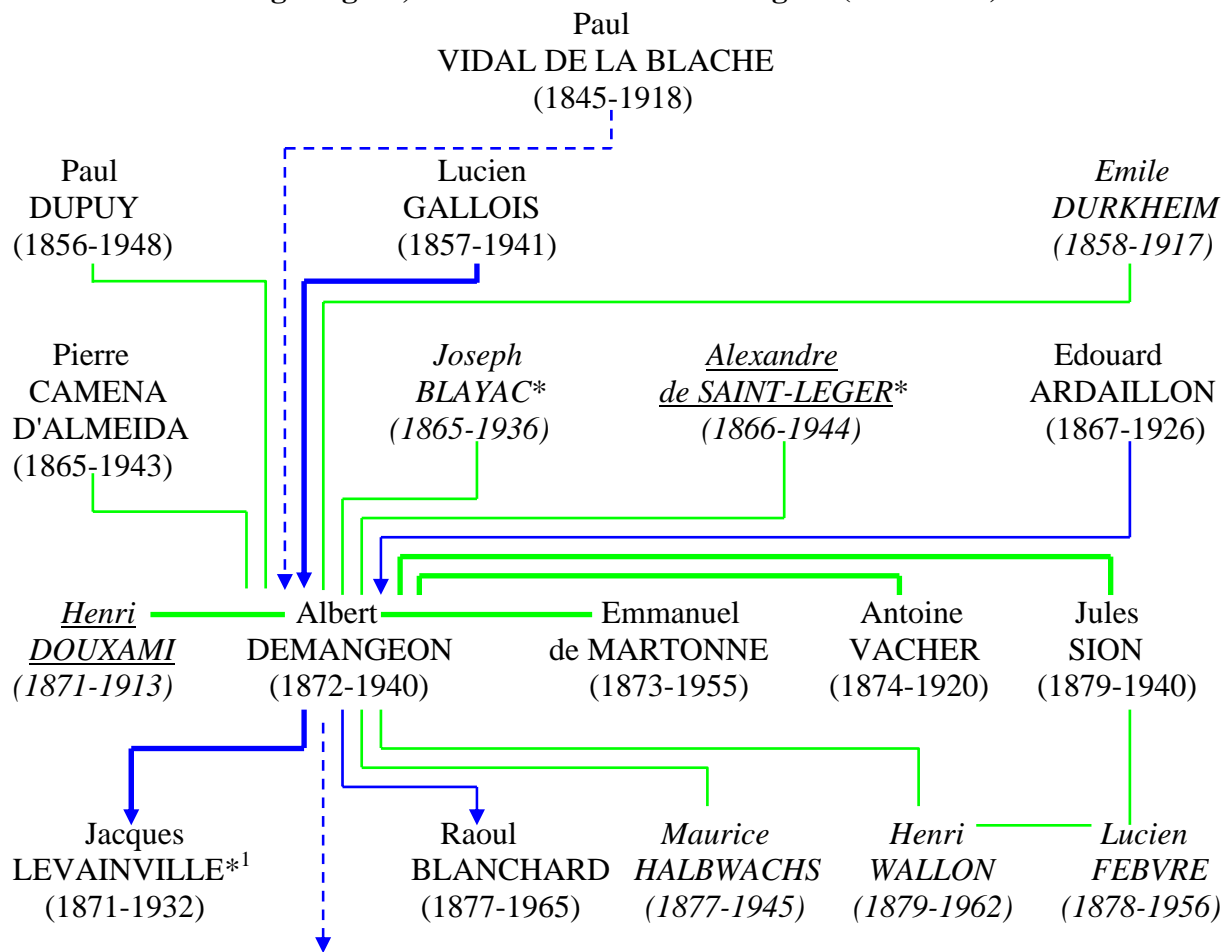 Paul
VIDAL DE LA BLACHE
(1845-1918)
Paul
DUPUY
(1856-1948)
Lucien
GALLOIS
(1857-1941)
Emile
DURKHEIM
(1858-1917)
Pierre
CAMENA
D'ALMEIDA
(1865-1943)
Joseph
BLAYAC*
(1865-1936)
Alexandre
de SAINT-LEGER*
(1866-1944)
Edouard
ARDAILLON
(1867-1926)
Henri
DOUXAMI
(1871-1913)
Albert
DEMANGEON
(1872-1940)
Emmanuel
de MARTONNE
(1873-1955)
Antoine
VACHER
(1874-1920)
Jules
SION
(1879-1940)
Jacques
LEVAINVILLE*1
(1871-1932)
Raoul
BLANCHARD
(1877-1965)
Maurice
HALBWACHS
(1877-1945)
Henri
WALLON
(1879-1962)
Lucien
FEBVRE
(1878-1956)